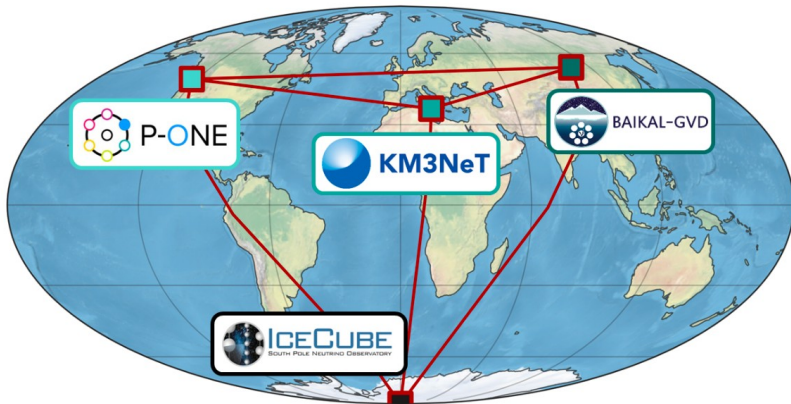 P-ONE
KM3NeT
BAIKAL-GVD
ICECUBE
SOUTH POLE NEUTRINO OBSERVATORY